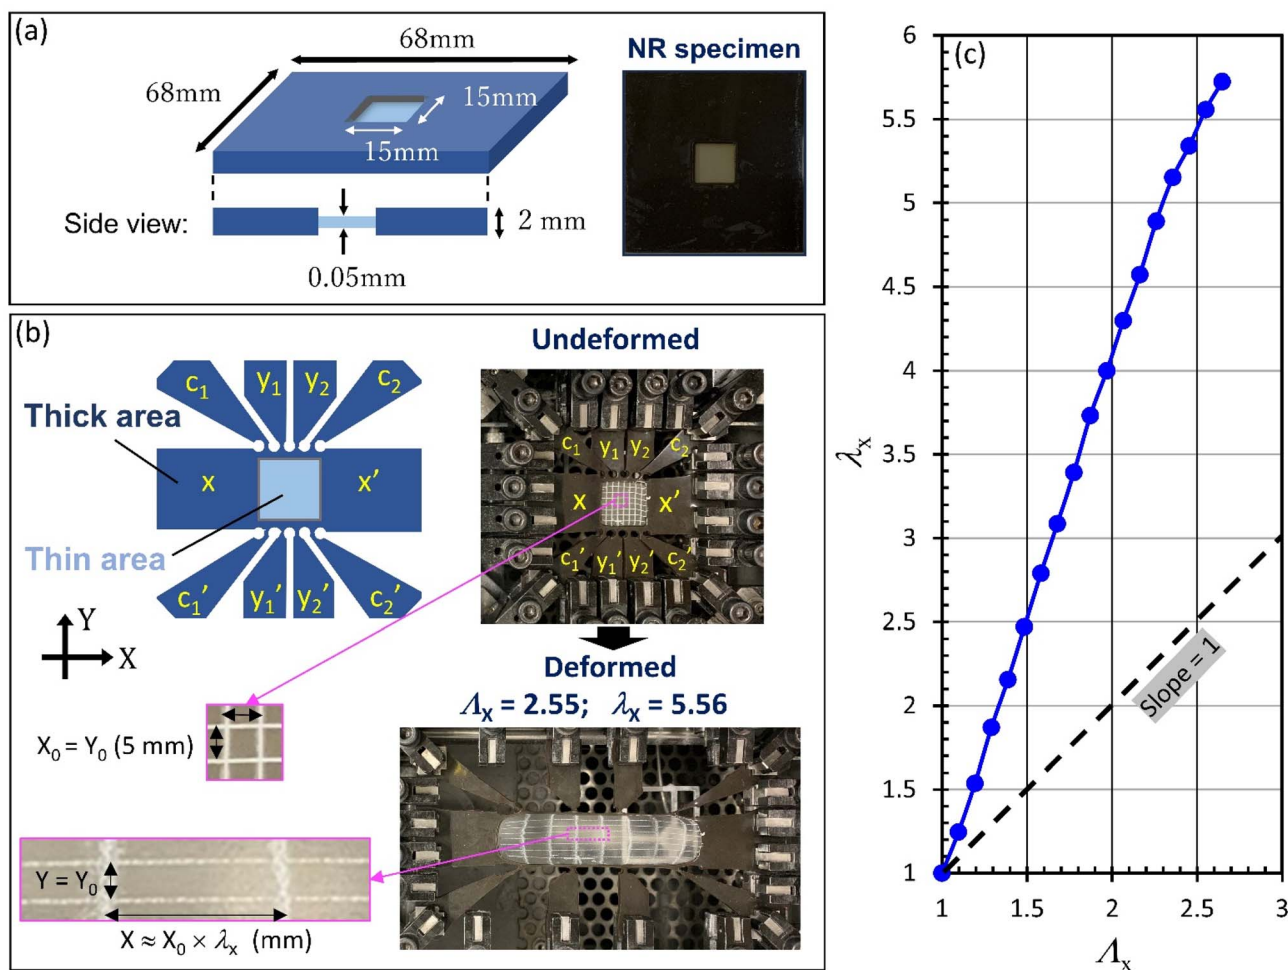 (a)
68mm
68mm
15mm
15mm
NR specimen
Side view:
2 mm
0.05mm
(b)
Undeformed
c₁ y₁ y₂ c₂
Thick area
x x'
Thin area
c₁' y₁' y₂' c₂'
c₁ y₁ y₂ c₂
x x'
c₁' y₁' y₂' c₂'
Y
X
Deformed
Λₓ = 2.55; λₓ = 5.56
X₀ = Y₀ (5 mm)
Y = Y₀
X ≈ X₀ × λₓ (mm)
(c)
6
5.5
5
4.5
4
3.5
3
2.5
2
1.5
1
λₓ
Slope = 1
1 1.5 2 2.5 3
Λₓ